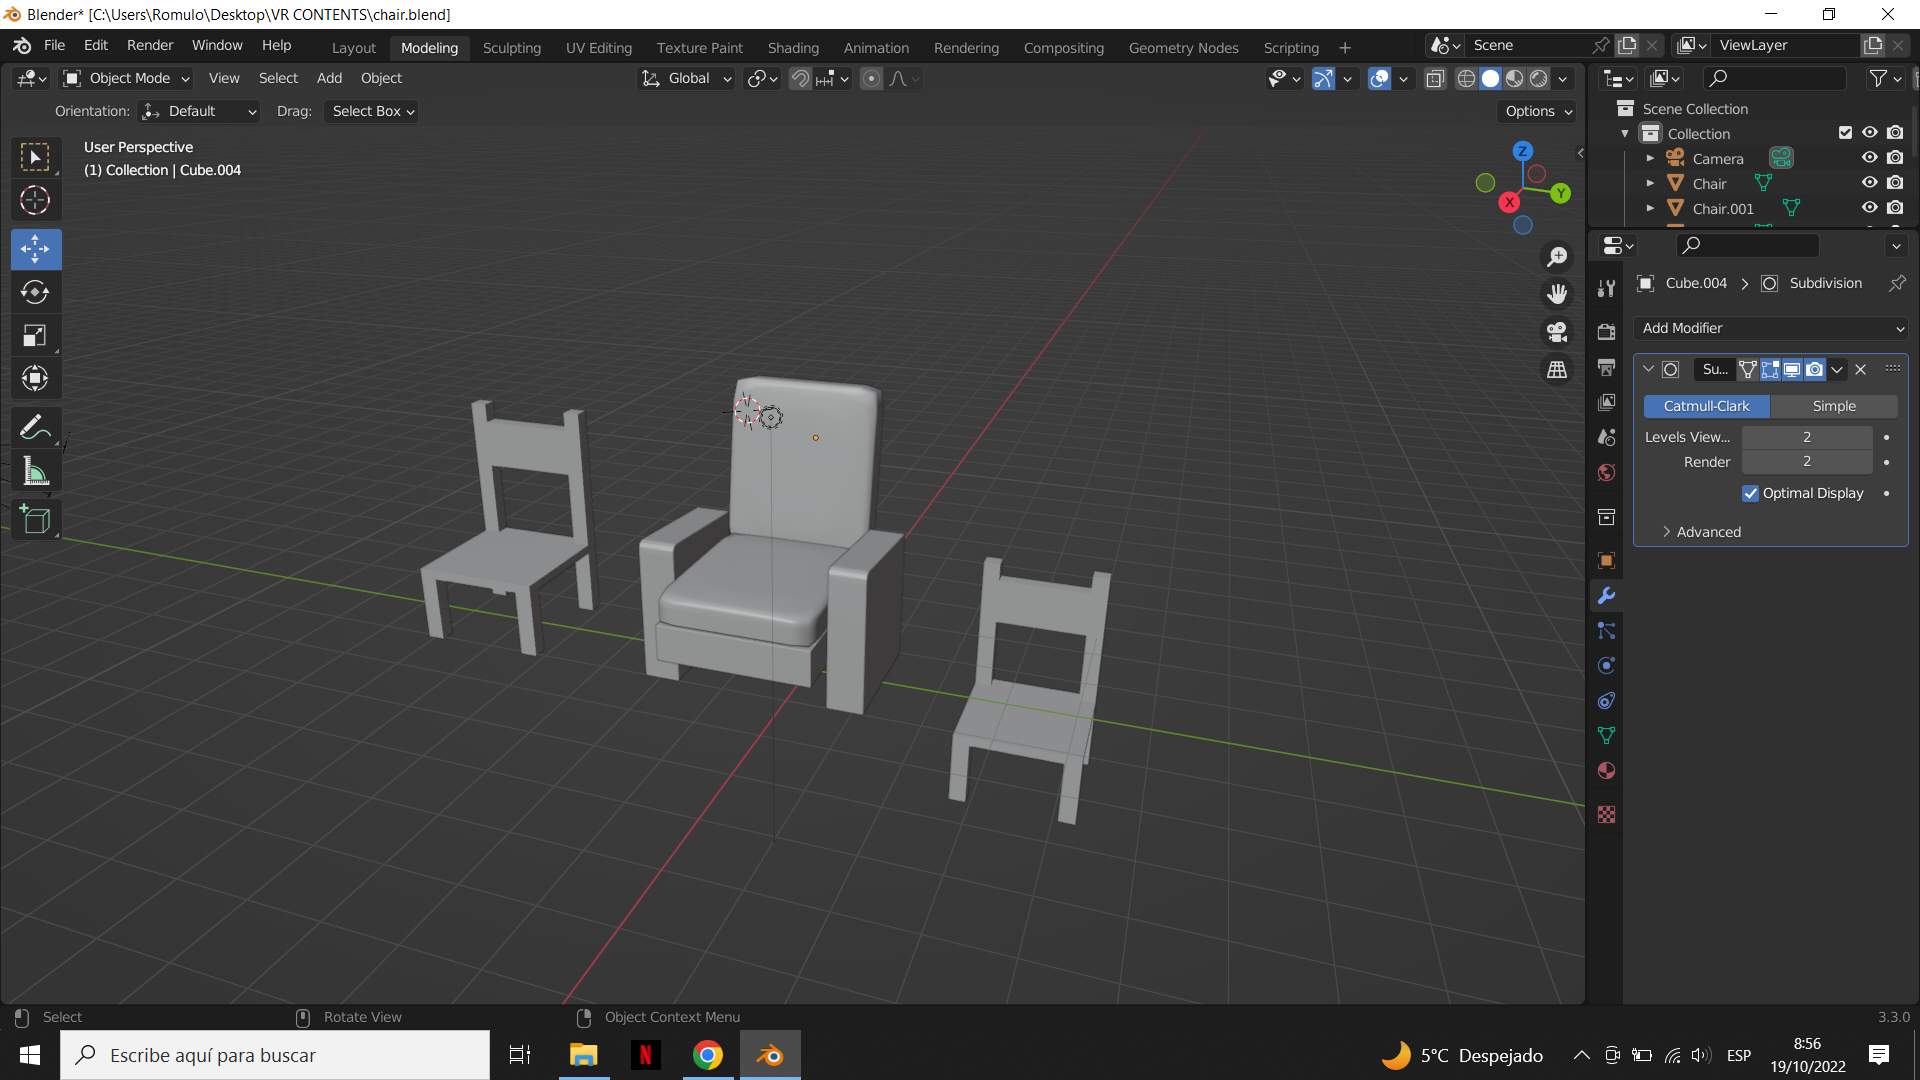 Blender* [C:\Users\Romulo\Desktop\VR CONTENTS\chair.blend]
File Edit Render Window Help Layout Modeling Sculpting UV Editing Texture Paint Shading Animation Rendering Compositing Geometry Nodes Scripting + Scene ViewLayer
Object Mode View Select Add Object Global
Orientation: Default Drag: Select Box Options
User Perspective
(1) Collection | Cube.004
Z
Y
X
Scene Collection
Collection
Camera
Chair
Chair.001
Cube.004 > Subdivision
Add Modifier
Su...
Catmull-Clark Simple
Levels View... 2
Render 2
Optimal Display
Advanced
Select Rotate View Object Context Menu 3.3.0
Escribe aquí para buscar N 5°C Despejado ESP 8:56
19/10/2022